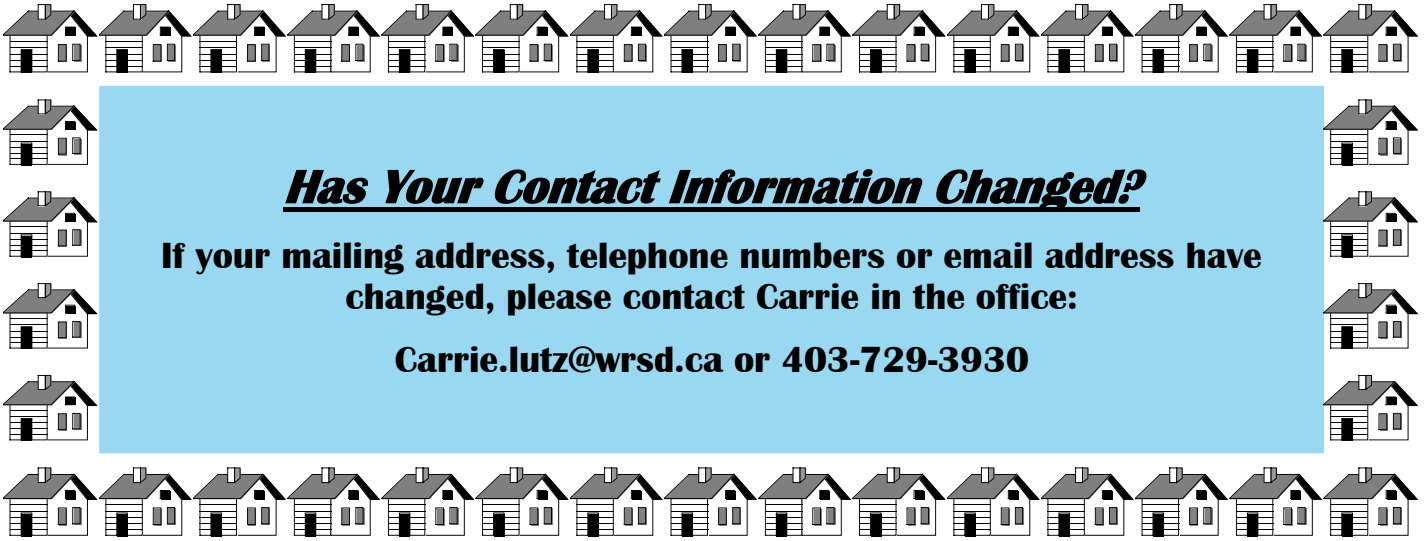 Has Your Contact Information Changed?
If your mailing address, telephone numbers or email address have
changed, please contact Carrie in the office:
Carrie.lutz@wrsd.ca or 403-729-3930